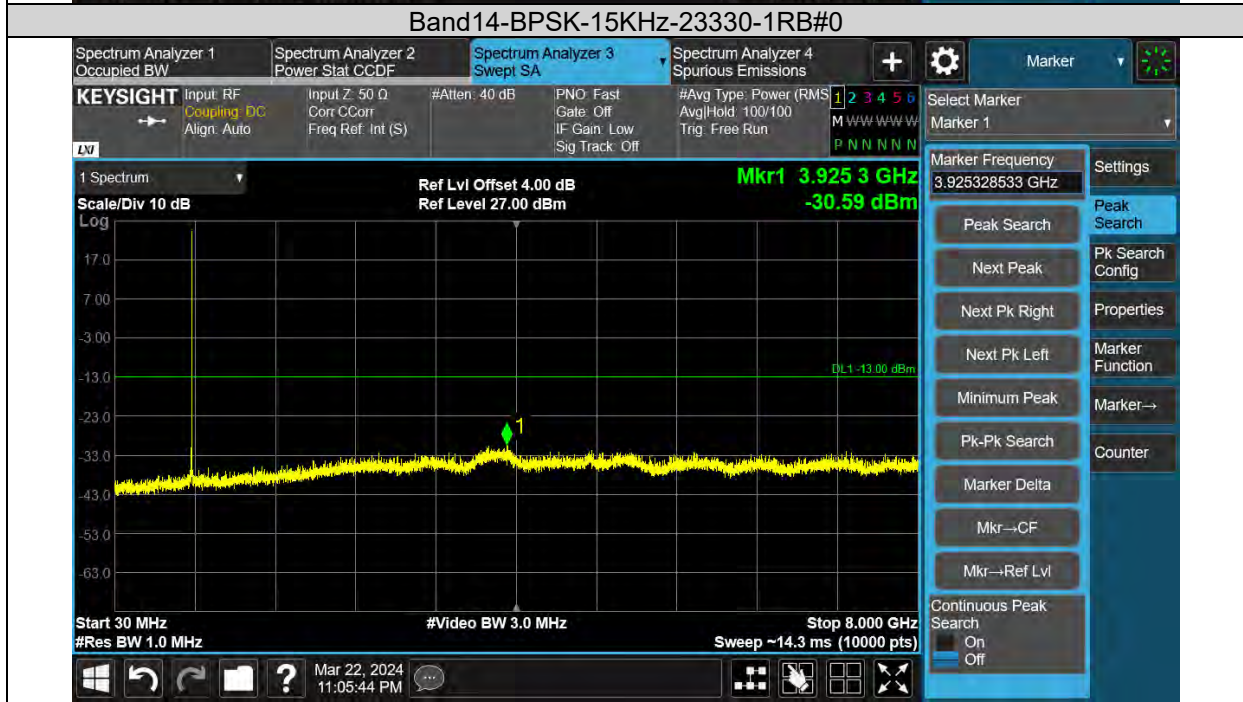 Band14-BPSK-15KHz-23330-1RB#0
Spectrum Analyzer 1
Occupied BW
Spectrum Analyzer 2
Power Stat CCDF
Spectrum Analyzer 3
Swept SA
Spectrum Analyzer 4
Spurious Emissions
+
Marker
KEYSIGHT
LXI
Input: RF
Coupling: DC
Align: Auto
Input Z: 50 Ω
Corr CCorr
Freq Ref: Int (S)
#Atten: 40 dB
PNO: Fast
Gate: Off
IF Gain: Low
Sig Track: Off
#Avg Type: Power (RMS
Avg|Hold: 100/100
Trig: Free Run
1 2 3 4 5 6
M W W W W W
P N N N N N
Select Marker
Marker 1
1 Spectrum
Scale/Div 10 dB
Log
Ref Lvl Offset 4.00 dB
Ref Level 27.00 dBm
Mkr1 3.925 3 GHz
-30.59 dBm
17.0
7.00
-3.00
-13.0
-23.0
-33.0
-43.0
-53.0
-63.0
DL1 -13.00 dBm
1
Start 30 MHz
#Res BW 1.0 MHz
#Video BW 3.0 MHz
Stop 8.000 GHz
Sweep ~14.3 ms (10000 pts)
Marker Frequency
3.925328533 GHz
Peak Search
Next Peak
Next Pk Right
Next Pk Left
Minimum Peak
Pk-Pk Search
Marker Delta
Mkr→CF
Mkr→Ref Lvl
Continuous Peak
Search
On
Off
Settings
Peak
Search
Pk Search
Config
Properties
Marker
Function
Marker→
Counter
?
Mar 22, 2024
11:05:44 PM